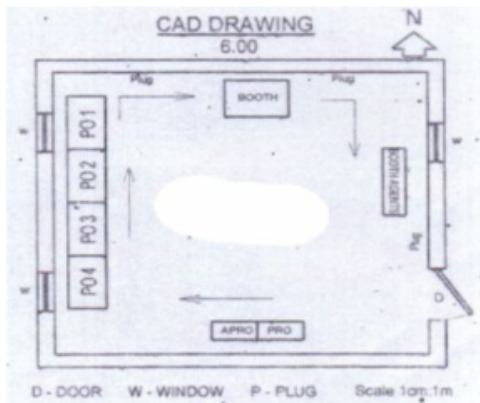 CAD DRAWING
6.00
N
Plug
Plug
BOOTH
PO1
PO2
PO3
PO4
W
W
BOOTH AGENTS
Plug
D
APRO PRO
D - DOOR W - WINDOW P - PLUG Scale 1cm:1m